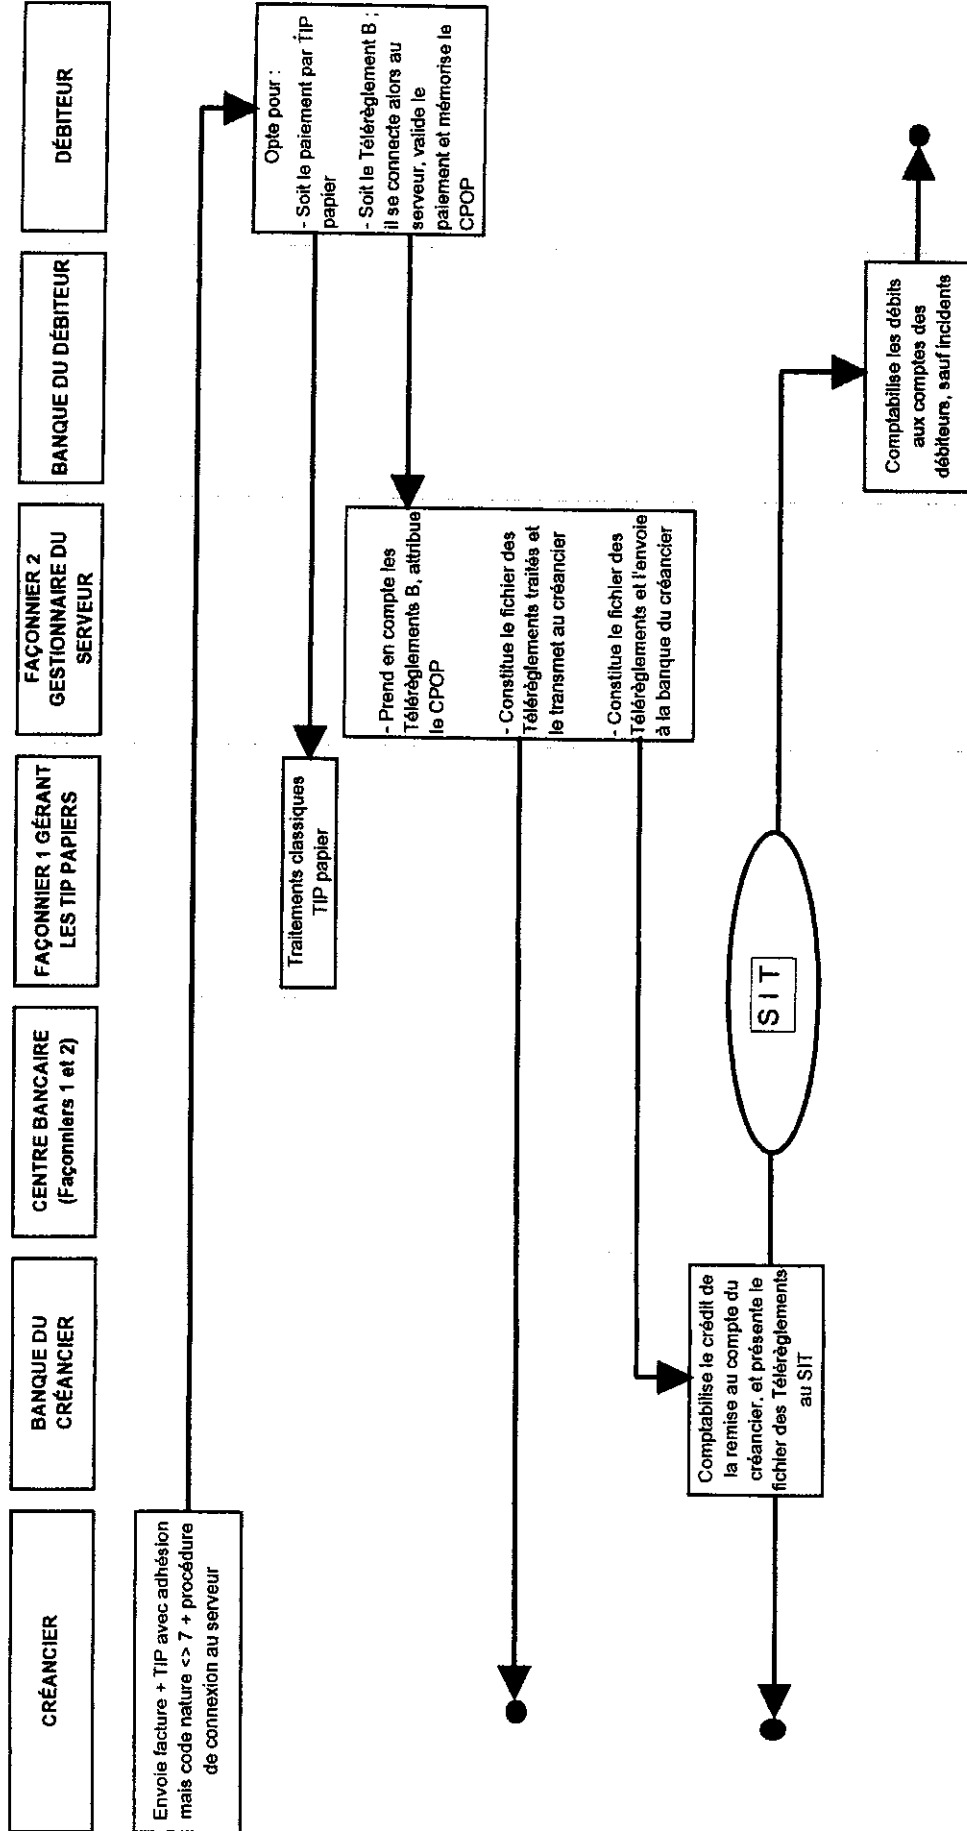 CRÉANCIER
BANQUE DU
CRÉANCIER
CENTRE BANCAIRE
(Façonniers 1 et 2)
FAÇONNIER 1 GÉRANT
LES TIP PAPIERS
FAÇONNIER 2
GESTIONNAIRE DU
SERVEUR
BANQUE DU DÉBITEUR
DÉBITEUR
Envoie facture + TIP avec adhésion
mais code nature <> 7 + procédure
de connexion au serveur
Opte pour :
- Soit le paiement par TIP
papier
- Soit le Télérèglement B ;
il se connecte alors au
serveur, valide le
paiement et mémorise le
CPOP
Traitements classiques
TIP papier
- Prend en compte les
Télérèglements B, attribue
le CPOP
- Constitue le fichier des
Télérèglements traités et
le transmet au créancier
- Constitue le fichier des
Télérèglements et l'envoie
à la banque du créancier
Comptabilise le crédit de
la remise au compte du
créancier, et présente le
fichier des Télérèglements
au SIT
SIT
Comptabilise les débits
aux comptes des
débiteurs, sauf incidents